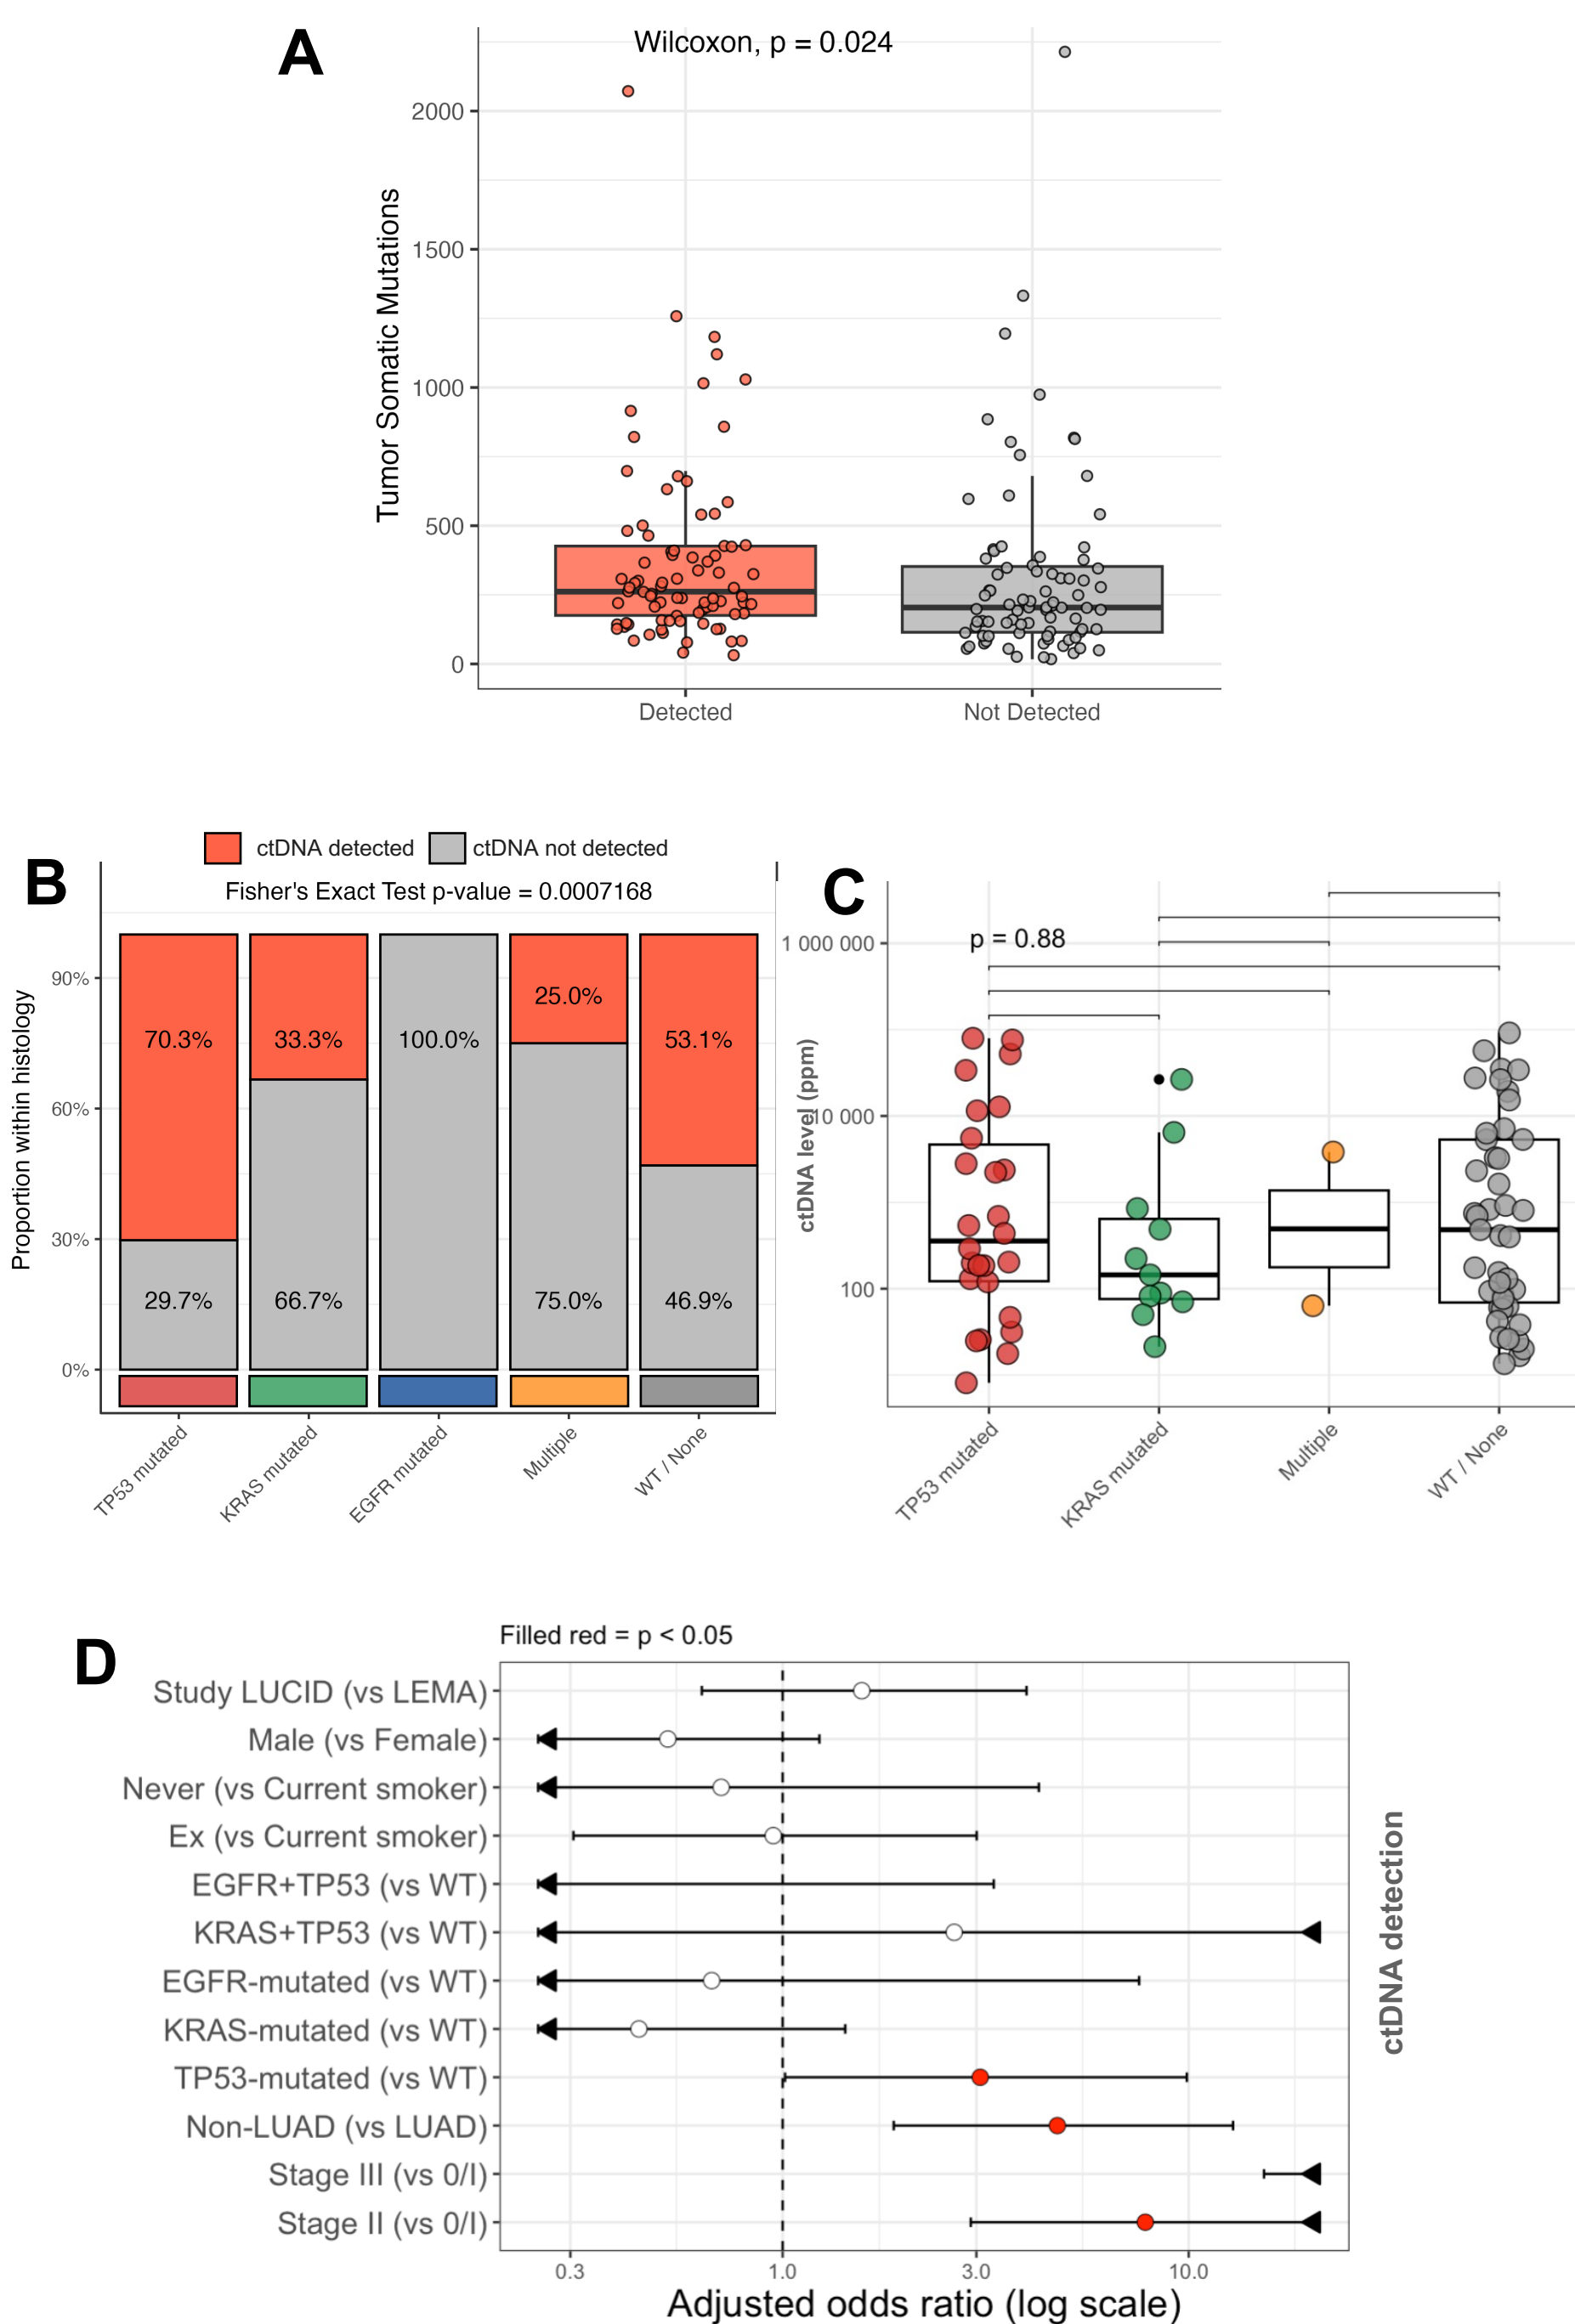 A
Wilcoxon, p = 0.024
Tumor Somatic Mutations
2000
1500
1000
500
0
Detected
Not Detected
B
ctDNA detected
ctDNA not detected
Fisher's Exact Test p-value = 0.0007168
Proportion within histology
90%
60%
30%
0%
70.3%
33.3%
100.0%
25.0%
53.1%
29.7%
66.7%
75.0%
46.9%
TP53 mutated
KRAS mutated
EGFR mutated
Multiple
WT / None
C
p = 0.88
ctDNA level (ppm)
1 000 000
10 000
100
TP53 mutated
KRAS mutated
Multiple
WT / None
D
Filled red = p < 0.05
Study LUCID (vs LEMA)
Male (vs Female)
Never (vs Current smoker)
Ex (vs Current smoker)
EGFR+TP53 (vs WT)
KRAS+TP53 (vs WT)
EGFR-mutated (vs WT)
KRAS-mutated (vs WT)
TP53-mutated (vs WT)
Non-LUAD (vs LUAD)
Stage III (vs 0/I)
Stage II (vs 0/I)
0.3
1.0
3.0
10.0
Adjusted odds ratio (log scale)
ctDNA detection